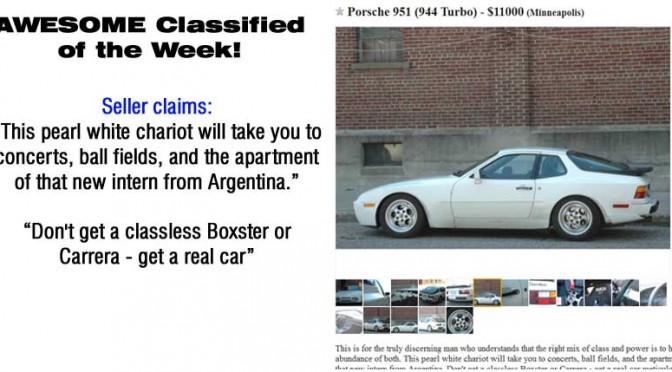 AWESOME Classified
of the Week!
Seller claims:
This pearl white chariot will take you to
concerts, ball fields, and the apartment
of that new intern from Argentina.”
“Don't get a classless Boxster or
Carrera - get a real car”
Porsche 951 (944 Turbo) - $11000 (Minneapolis)
This is for the truly discerning man who understands that the right mix of class and power is to h
abundance of both. This pearl white chariot will take you to concerts, ball fields, and the apartment
that new intern from Argentina. Don't get a classless Boxster or Carrera - get a real car